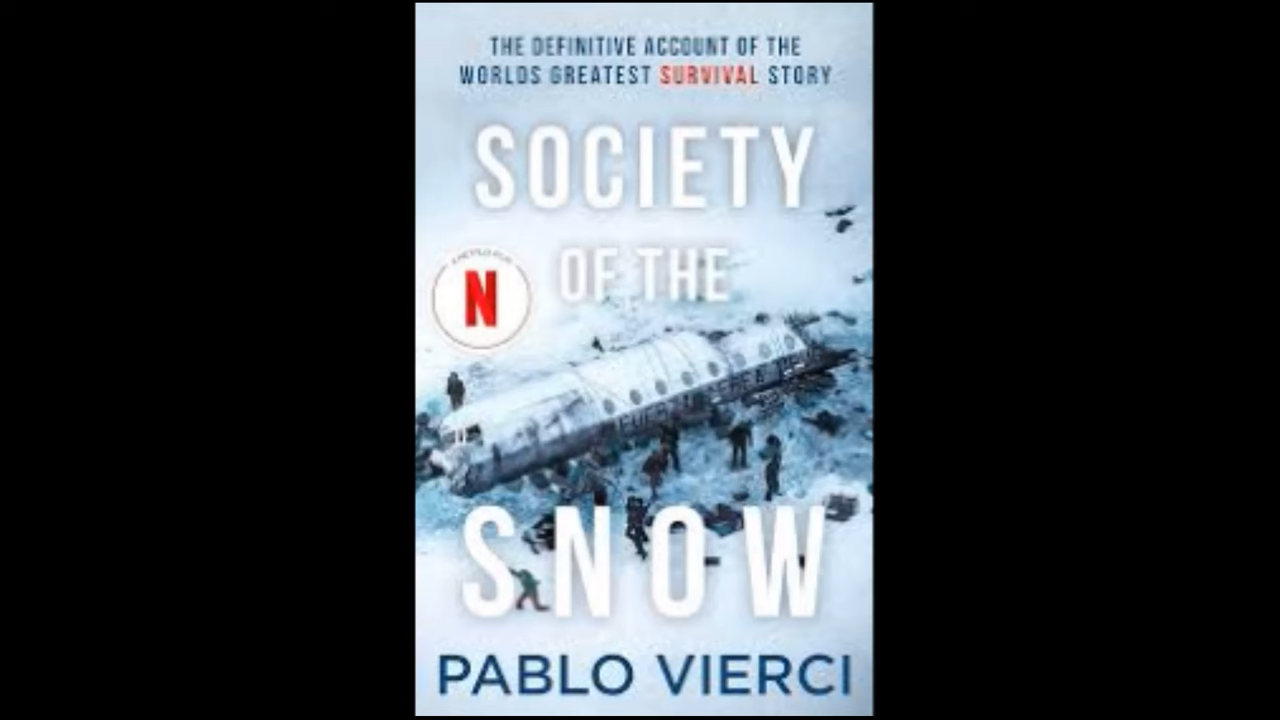 THE DEFINITIVE ACCOUNT OF THE
WORLDS GREATEST SURVIVAL STORY
SOCIETY
OF THE
N
SNOW
PABLO VIERCI